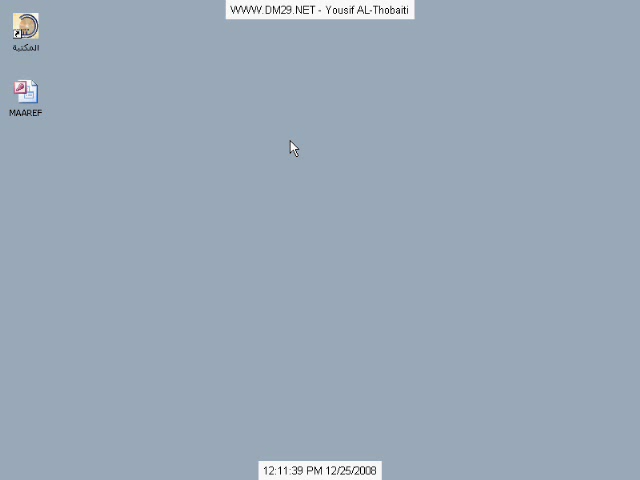 WWW.DM29.NET - Yousif AL-Thobaiti
المكتبة
MAAREF
12:11:39 PM 12/25/2008